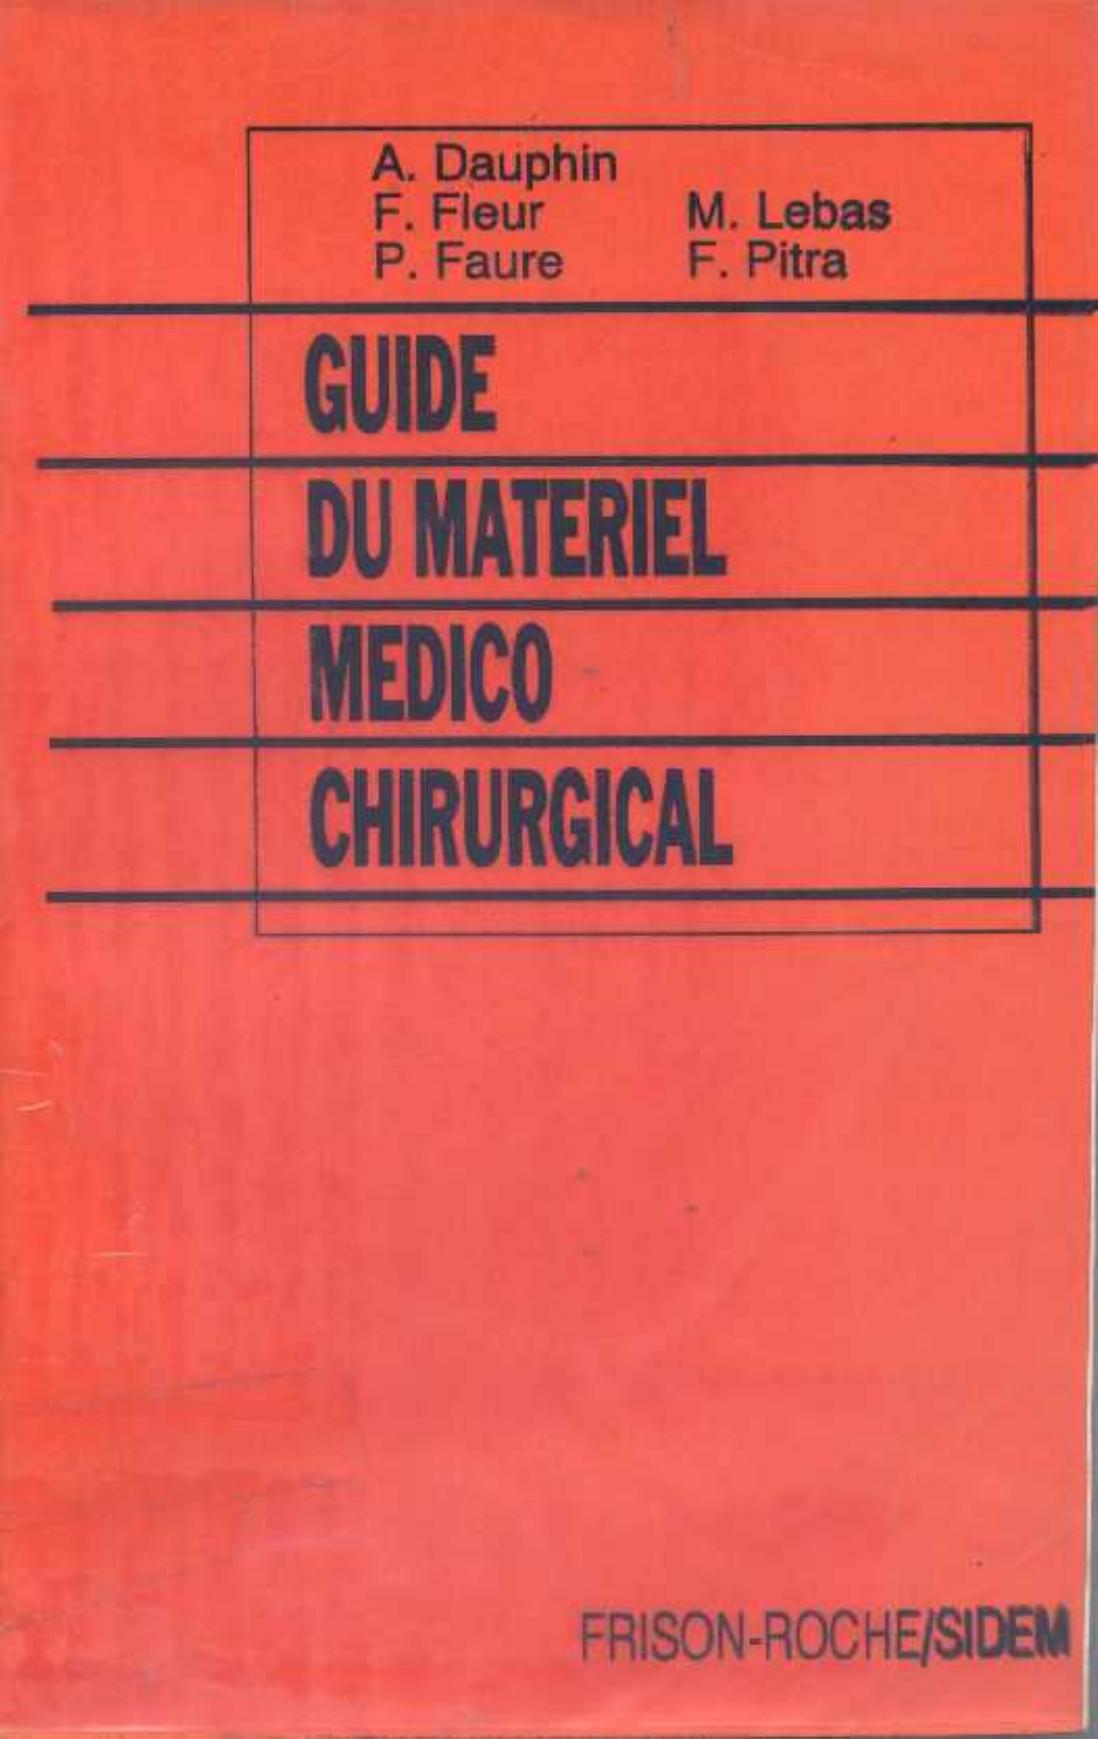 A. Dauphin
F. Fleur M. Lebas
P. Faure F. Pitra
GUIDE
DU MATERIEL
MEDICO
CHIRURGICAL
FRISON-ROCHE/SIDEM